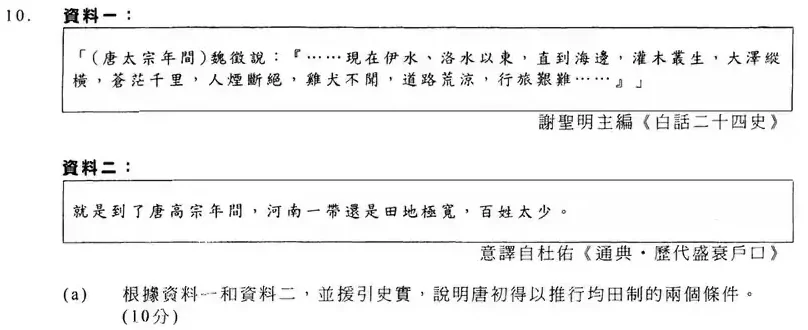 10. 資料一：
「(唐太宗年間)魏徵說：『……現在伊水、洛水以東，直到海邊，灌木叢生，大澤縱
橫，蒼茫千里，人煙斷絕，雞犬不聞，道路荒涼，行旅艱難……』」
謝聖明主編《白話二十四史》
資料二：
就是到了唐高宗年間，河南一帶還是田地極寬，百姓太少。
意譯自杜佑《通典·歷代盛衰戶口》
(a) 根據資料一和資料二，並援引史實，說明唐初得以推行均田制的兩個條件。
(10分)